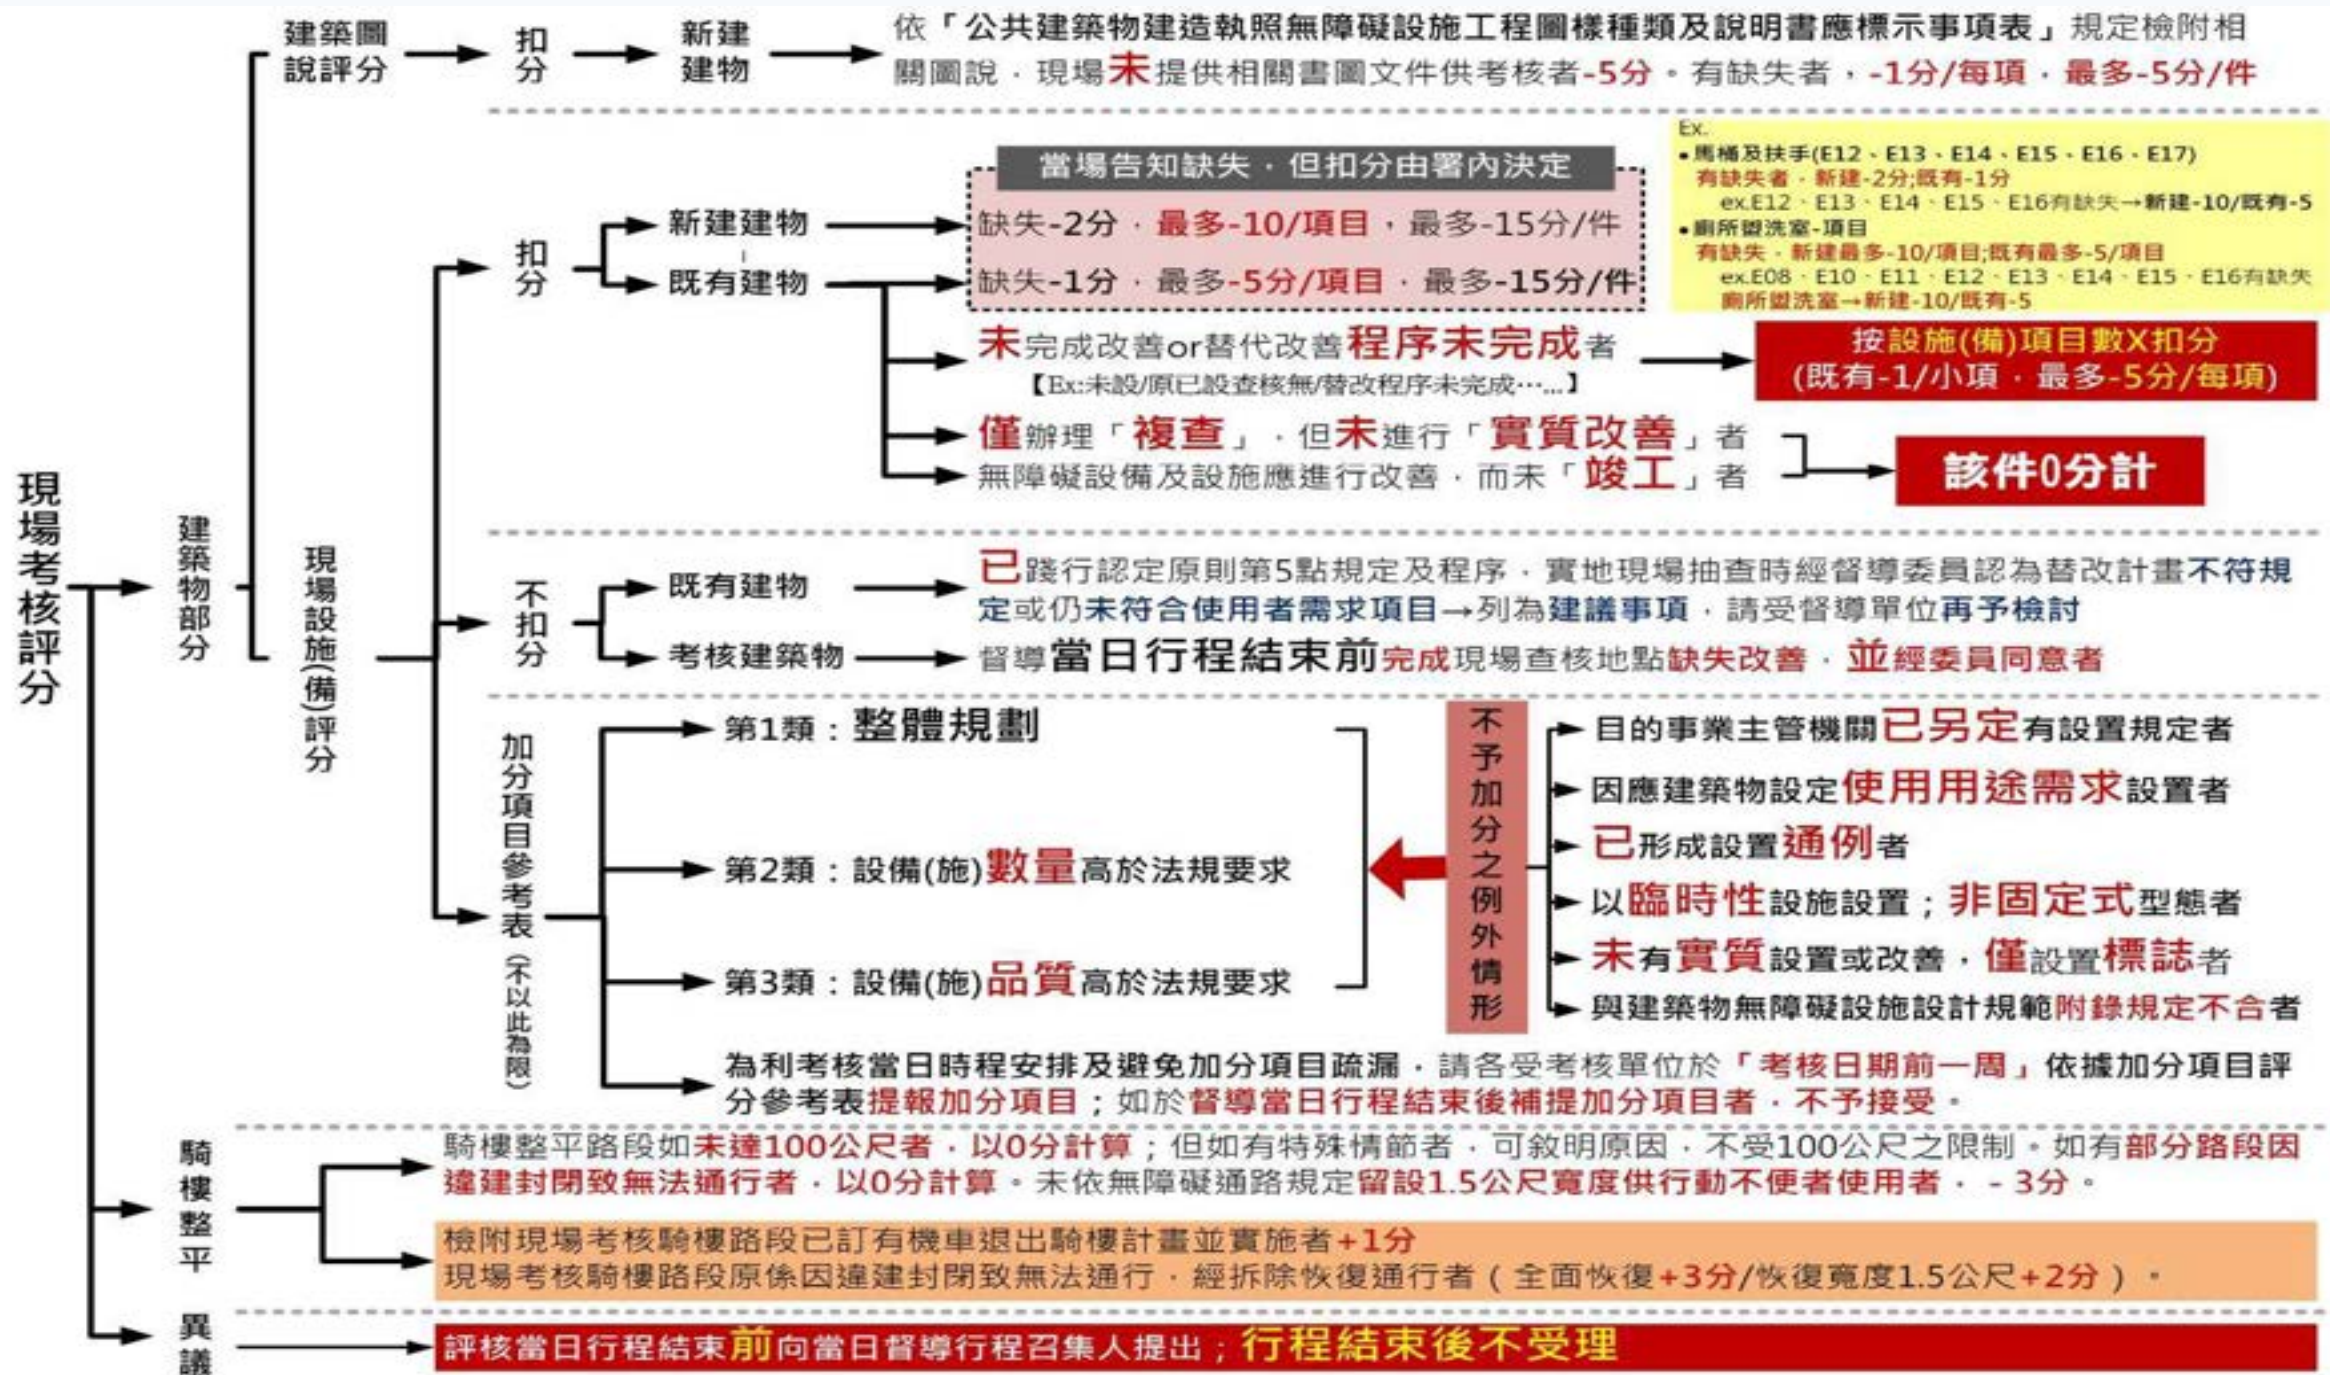 現場考核評分
建築物部分
建築圖
說評分
扣分
新建
建物
依「公共建築物建造執照無障礙設施工程圖樣種類及說明書應標示事項表」規定檢附相
關圖說，現場未提供相關書圖文件供考核者-5分。有缺失者，-1分/每項，最多-5分/件
現場設施(備)評分
扣分
新建建物
既有建物
當場告知缺失，但扣分由署內決定
缺失-2分，最多-10/項目，最多-15分/件
缺失-1分，最多-5分/項目，最多-15分/件
Ex.
•馬桶及扶手(E12、E13、E14、E15、E16、E17)
有缺失者，新建-2分;既有-1分
ex.E12、E13、E14、E15、E16有缺失→新建-10/既有-5
•廁所盥洗室-項目
有缺失，新建最多-10/項目;既有最多-5/項目
ex.E08、E10、E11、E12、E13、E14、E15、E16有缺失
廁所盥洗室→新建-10/既有-5
未完成改善or替代改善程序未完成者
【Ex:未設/原已設查核無/替改程序未完成…...】
按設施(備)項目數X扣分
(既有-1/小項，最多-5分/每項)
僅辦理「複查」，但未進行「實質改善」者
無障礙設備及設施應進行改善，而未「竣工」者
該件0分計
不扣分
既有建物
已踐行認定原則第5點規定及程序，實地現場抽查時經督導委員認為替改計畫不符規
定或仍未符合使用者需求項目→列為建議事項，請受督導單位再予檢討
考核建築物
督導當日行程結束前完成現場查核地點缺失改善，並經委員同意者
加分項目參考表（不以此為限）
第1類：整體規劃
第2類：設備(施)數量高於法規要求
第3類：設備(施)品質高於法規要求
不予加分之例外情形
目的事業主管機關已另定有設置規定者
因應建築物設定使用用途需求設置者
已形成設置通例者
以臨時性設施設置；非固定式型態者
未有實質設置或改善，僅設置標誌者
與建築物無障礙設施設計規範附錄規定不合者
為利考核當日時程安排及避免加分項目疏漏，請各受考核單位於「考核日期前一周」依據加分項目評
分參考表提報加分項目；如於督導當日行程結束後補提加分項目者，不予接受。
騎樓整平
騎樓整平路段如未達100公尺者，以0分計算；但如有特殊情節者，可敘明原因，不受100公尺之限制。如有部分路段因
違建封閉致無法通行者，以0分計算。未依無障礙通路規定留設1.5公尺寬度供行動不便者使用者，-3分。
檢附現場考核騎樓路段已訂有機車退出騎樓計畫並實施者+1分
現場考核騎樓路段原係因違建封閉致無法通行，經拆除恢復通行者（全面恢復+3分/恢復寬度1.5公尺+2分）。
異議
評核當日行程結束前向當日督導行程召集人提出；行程結束後不受理